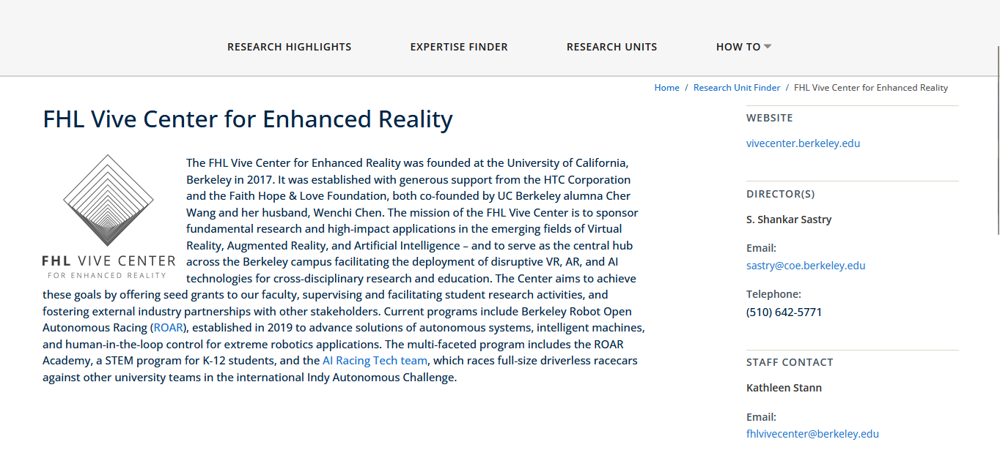 RESEARCH HIGHLIGHTS
EXPERTISE FINDER
RESEARCH UNITS
HOW TO
Home / Research Unit Finder / FHL Vive Center for Enhanced Reality
FHL Vive Center for Enhanced Reality
FHL VIVE CENTER
FOR ENHANCED REALITY
The FHL Vive Center for Enhanced Reality was founded at the University of California,
Berkeley in 2017. It was established with generous support from the HTC Corporation
and the Faith Hope & Love Foundation, both co-founded by UC Berkeley alumna Cher
Wang and her husband, Wenchi Chen. The mission of the FHL Vive Center is to sponsor
fundamental research and high-impact applications in the emerging fields of Virtual
Reality, Augmented Reality, and Artificial Intelligence – and to serve as the central hub
across the Berkeley campus facilitating the deployment of disruptive VR, AR, and AI
technologies for cross-disciplinary research and education. The Center aims to achieve
these goals by offering seed grants to our faculty, supervising and facilitating student research activities, and
fostering external industry partnerships with other stakeholders. Current programs include Berkeley Robot Open
Autonomous Racing (ROAR), established in 2019 to advance solutions of autonomous systems, intelligent machines,
and human-in-the-loop control for extreme robotics applications. The multi-faceted program includes the ROAR
Academy, a STEM program for K-12 students, and the AI Racing Tech team, which races full-size driverless racecars
against other university teams in the international Indy Autonomous Challenge.
WEBSITE
vivecenter.berkeley.edu
DIRECTOR(S)
S. Shankar Sastry
Email:
sastry@coe.berkeley.edu
Telephone:
(510) 642-5771
STAFF CONTACT
Kathleen Stann
Email:
fhlvivecenter@berkeley.edu